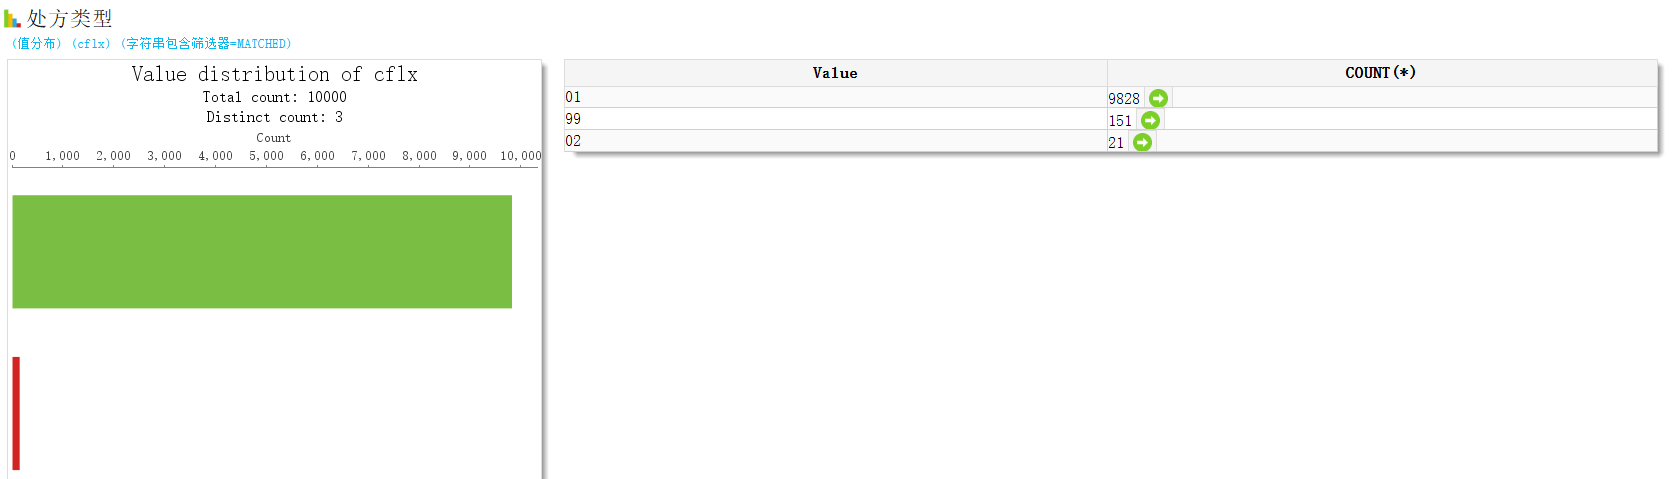 处方类型
(值分布) (cflx) (字符串包含筛选器=MATCHED)
Value distribution of cflx
Total count: 10000
Distinct count: 3
Count
0 1,000 2,000 3,000 4,000 5,000 6,000 7,000 8,000 9,000 10,000
Value COUNT(*)
01 9828
99 151
02 21